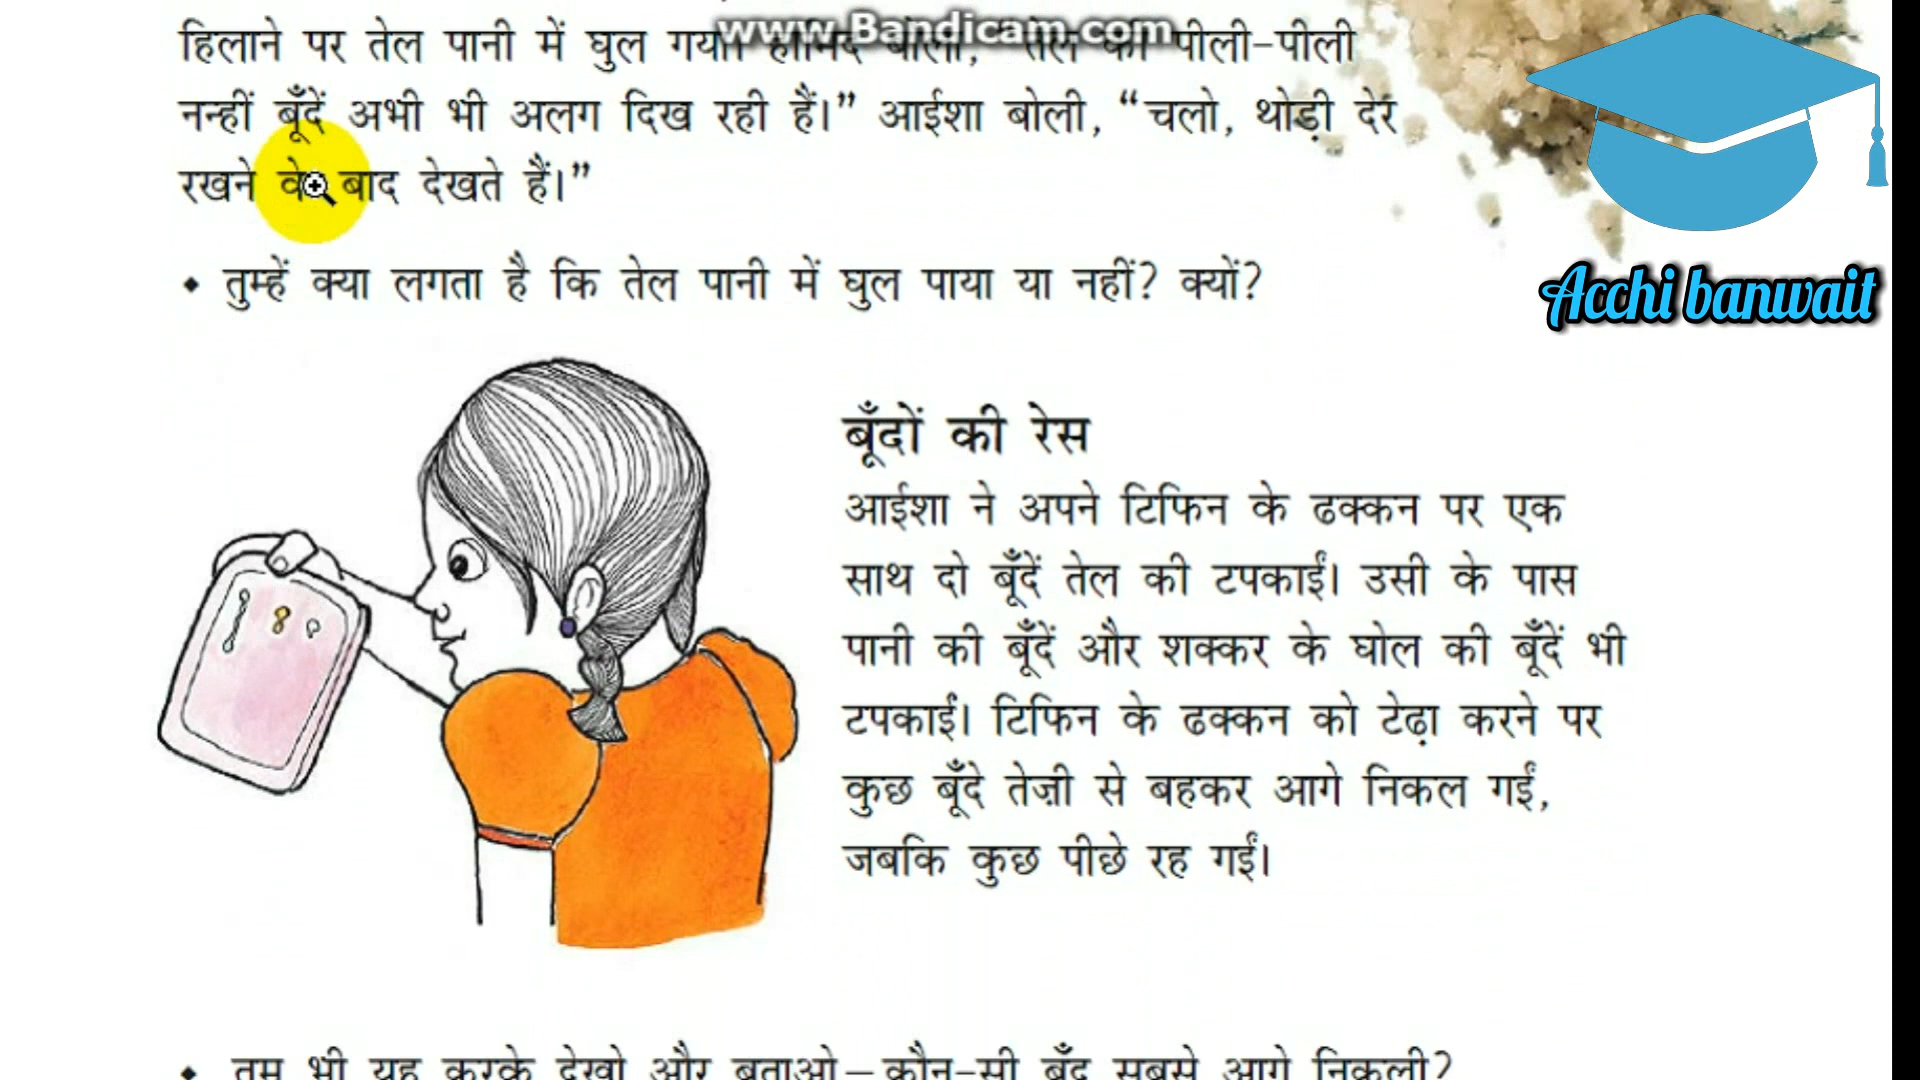 www.Bandicam.com
हिलाने पर तेल पानी में घुल गया। हामिद बोला, “तेल की पीली–पीली
नन्हीं बूँदें अभी भी अलग दिख रही हैं।” आईशा बोली, “चलो, थोड़ी देर
रखने के बाद देखते हैं।”
• तुम्हें क्या लगता है कि तेल पानी में घुल पाया या नहीं? क्यों?
Acchi banwait
बूँदों की रेस
आईशा ने अपने टिफिन के ढक्कन पर एक
साथ दो बूँदें तेल की टपकाईं। उसी के पास
पानी की बूँदें और शक्कर के घोल की बूँदें भी
टपकाईं। टिफिन के ढक्कन को टेढ़ा करने पर
कुछ बूँदे तेज़ी से बहकर आगे निकल गईं,
जबकि कुछ पीछे रह गईं।
• तुम भी यह करके देखो और बताओ – कौन-सी बूँद सबसे आगे निकली?